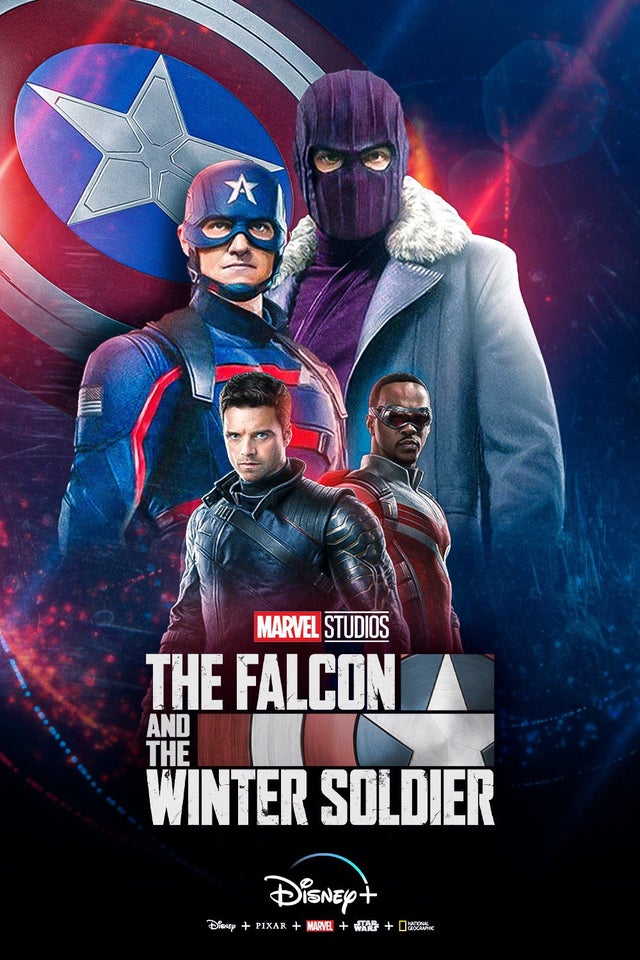 MARVEL STUDIOS
THE FALCON
AND
THE
WINTER SOLDIER
Disney+
Disney + PIXAR + MARVEL + STAR WARS + NATIONAL GEOGRAPHIC